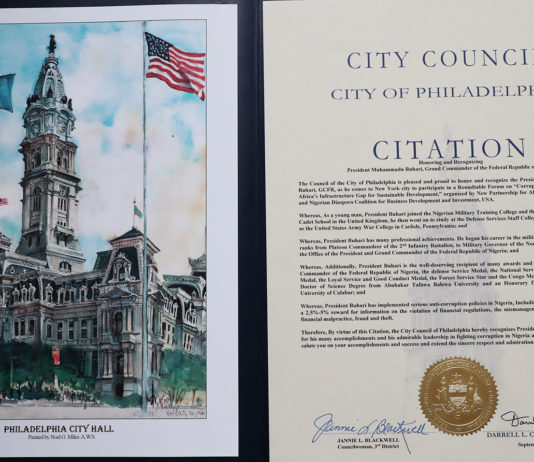 PHILADELPHIA CITY HALL
Painted by Noel G. Miles A.W.S.
CITY COUNCI
CITY OF PHILADELPH
CITATION
Honoring and Recognizing
President Muhammadu Buhari, Grand Commander of the Federal Republic o
The Council of the City of Philadelphia is pleased and proud to honor and recognize the Presi
Buhari, GCFR, as he comes to New York city to participate in a Roundtable Forum on "Corrup
Africa's Infrastructure Gap for Sustainable Development," organized by New Partnership for Af
and Nigerian Diaspora Coalition for Business Development and Investment, USA.
Whereas, As a young man, President Buhari joined the Nigerian Military Training College and th
Cadet School in the United Kingdom, he then went on to study at the Defense Services Staff Colle
as the United States Army War College in Carlisle, Pennsylvania; and
Whereas, President Buhari has many professional achievements. He began his career in the milita
ranks from Platoon Commander of the 2nd Infantry Battalion, to Military Governor of the Nor
the Office of the President and Grand Commander of the Federal Republic of Nigeria; and
Whereas, Additionally, President Buhari is the well-deserving recipient of many awards and
Commander of the Federal Republic of Nigeria, the defense Service Medal, the National Serv
Medal, the Loyal Service and Good Conduct Medal, the Forces Service Star and the Congo Meda
Doctor of Science Degree from Abubakar Tafawa Balewa University and an Honorary
University of Calabar; and
Whereas, President Buhari has implemented serious anti-corruption policies in Nigeria, Includin
a 2.5%-5% reward for information on the violation of financial regulations, the mismanagem
financial malpractice, fraud and theft.
Therefore, By virtue of this Citation, the City Council of Philadelphia hereby recognizes Presid
for his many accomplishments and his admirable leadership in fighting corruption in Nigeria a
salute you on your accomplishments and success and extend the sincere respect and admiration
Jannie L. Blackwell
JANNIE L. BLACKWELL
Councilwoman, 3rd District
DARRELL L. C
Septem